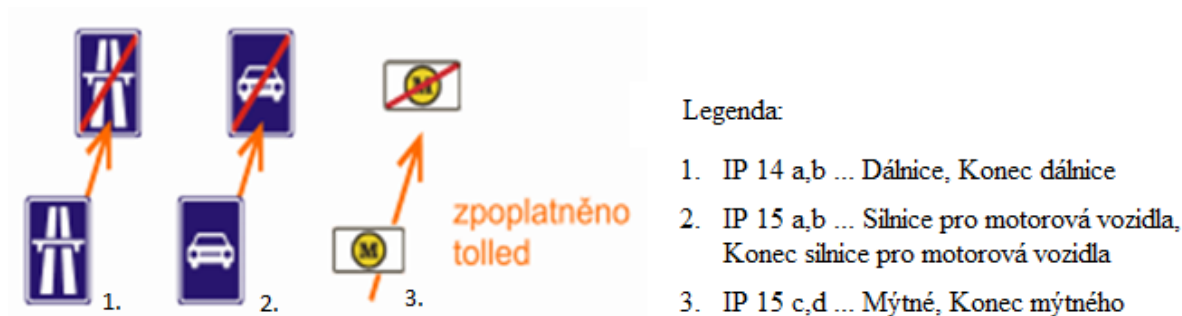 M
M
zpoplatněno
tolled
1.
2.
3.
Legenda:
1. IP 14 a,b ... Dálnice, Konec dálnice
2. IP 15 a,b ... Silnice pro motorová vozidla,
Konec silnice pro motorová vozidla
3. IP 15 c,d ... Mýtné, Konec mýtného